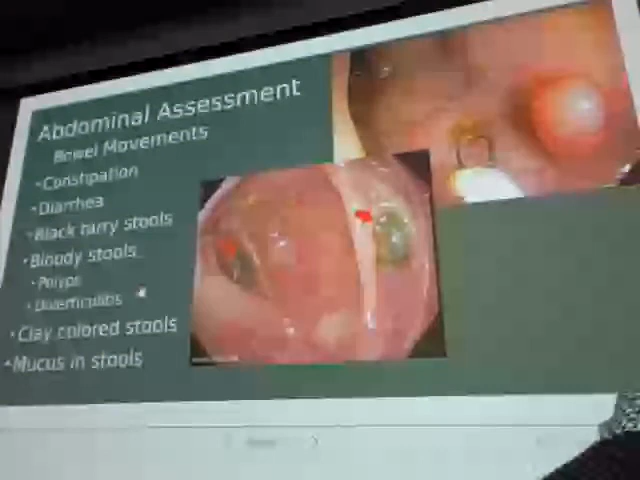 Abdominal Assessment
Bowel Movements
•Constipation
•Diarrhea
•Black tarry stools
•Bloody stools
•Polyps
•Diverticulitis
•Clay colored stools
•Mucus in stools